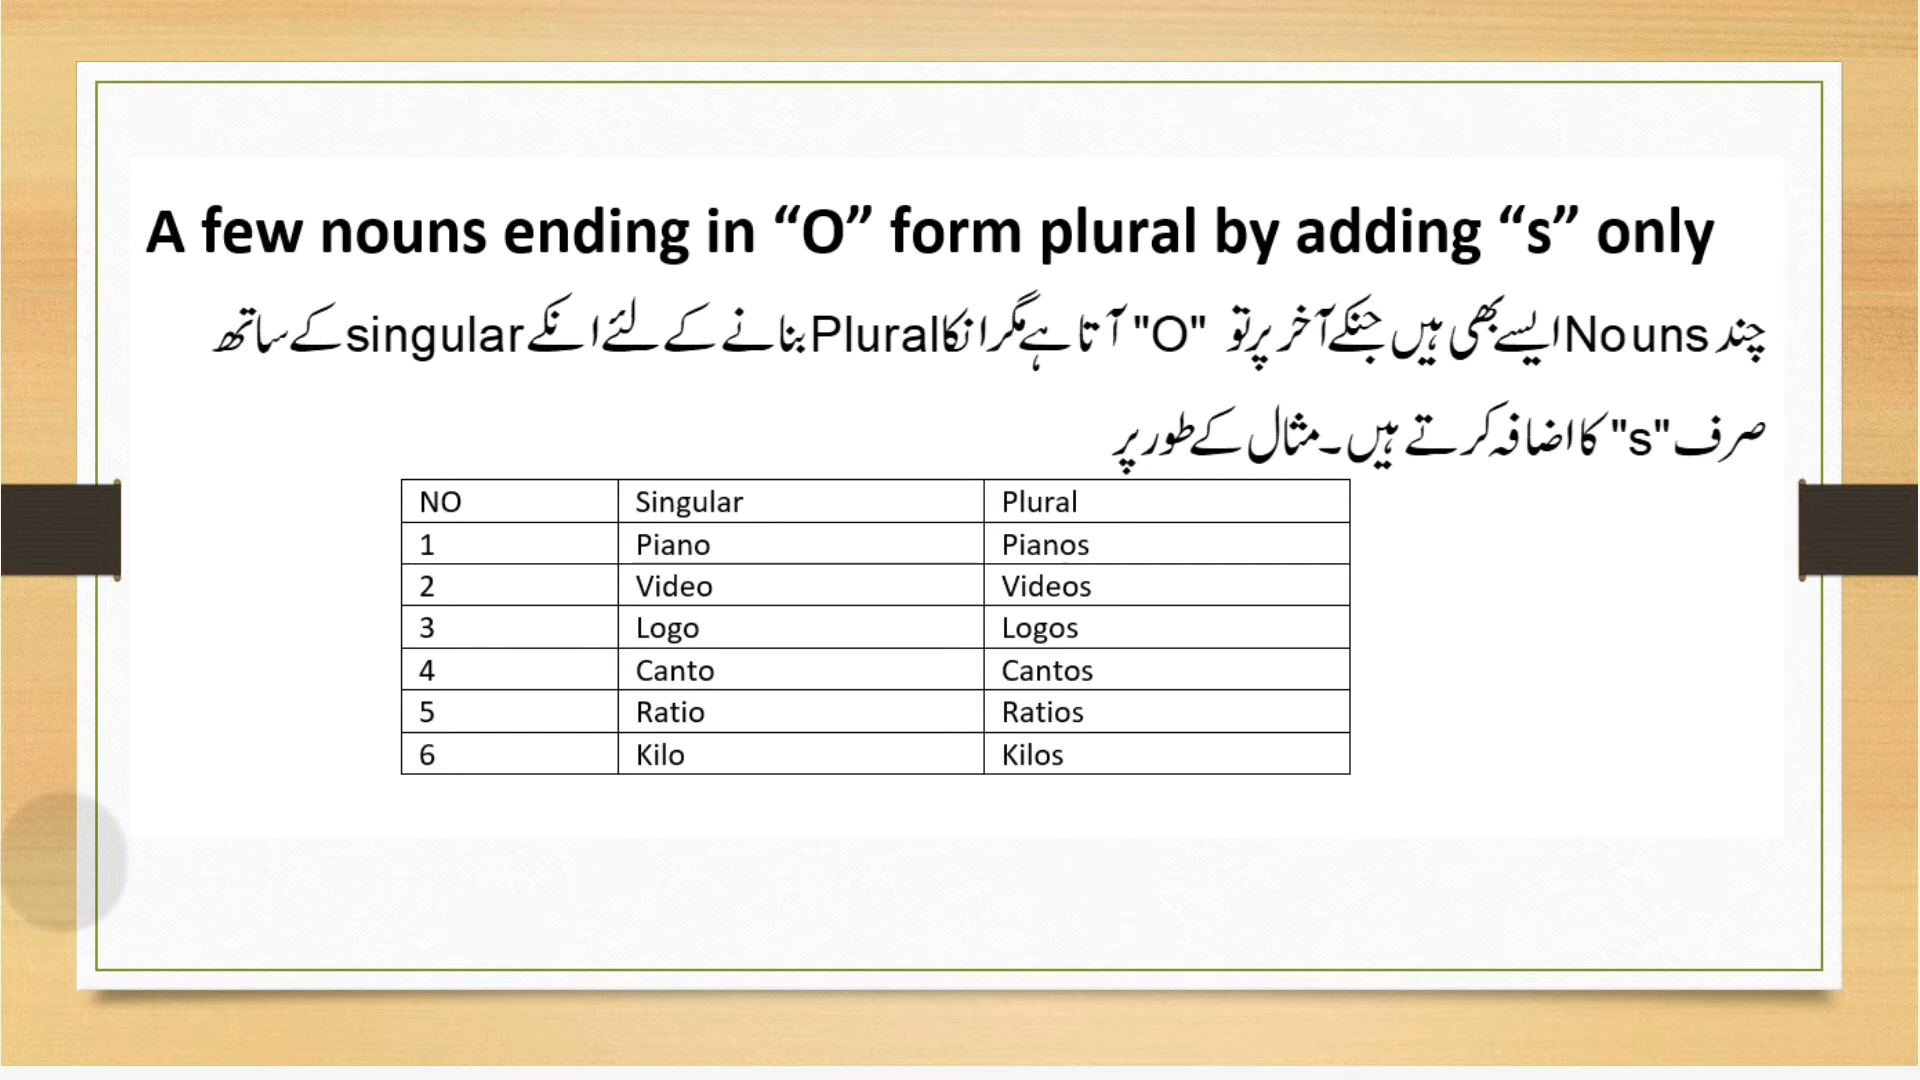 A few nouns ending in “O” form plural by adding “s” only
چند Nouns ایسے بھی ہیں جنکے آخر پر تو "O" آتا ہے مگر انکا Plural بنانے کے لئے انکے singular کے ساتھ
صرف "s" کا اضافہ کرتے ہیں۔ مثال کے طور پر
NO Singular Plural
1 Piano Pianos
2 Video Videos
3 Logo Logos
4 Canto Cantos
5 Ratio Ratios
6 Kilo Kilos